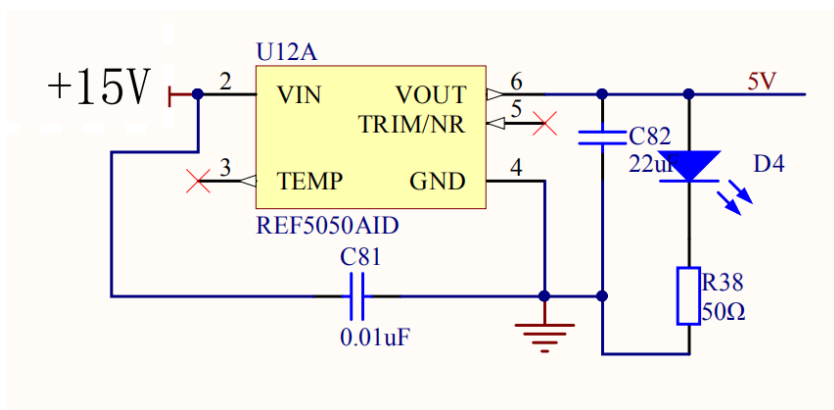 U12A
+15V
2 VIN VOUT 6 5V
TRIM/NR 5
C82
22uF
D4
3 TEMP GND 4
REF5050AID
C81
0.01uF
R38
50Ω